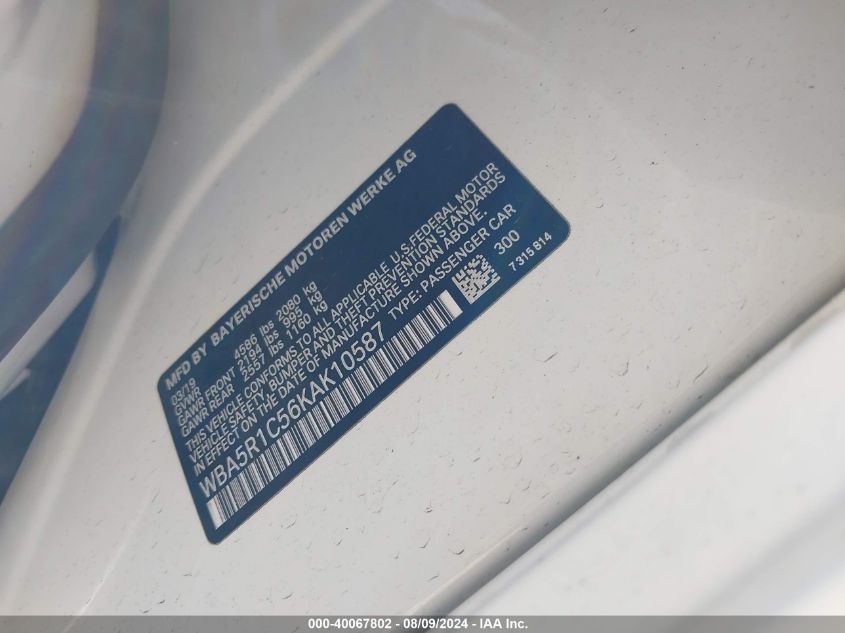 MFD BY BAYERISCHE MOTOREN WERKE AG
03/19
GVWR 4586 lbs 2080 kg
GAWR FRONT 2194 lbs 995 kg
GAWR REAR 2557 lbs 1160 kg
THIS VEHICLE CONFORMS TO ALL APPLICABLE U.S FEDERAL MOTOR
VEHICLE SAFETY BUMPER AND THEFT PREVENTION STANDARDS
IN EFFECT ON THE DATE OF MANUFACTURE SHOWN ABOVE.
WBA5R1C56KAK10587 TYPE: PASSENGER CAR
300
7 315 814
000-40067802 - 08/09/2024 - IAA Inc.